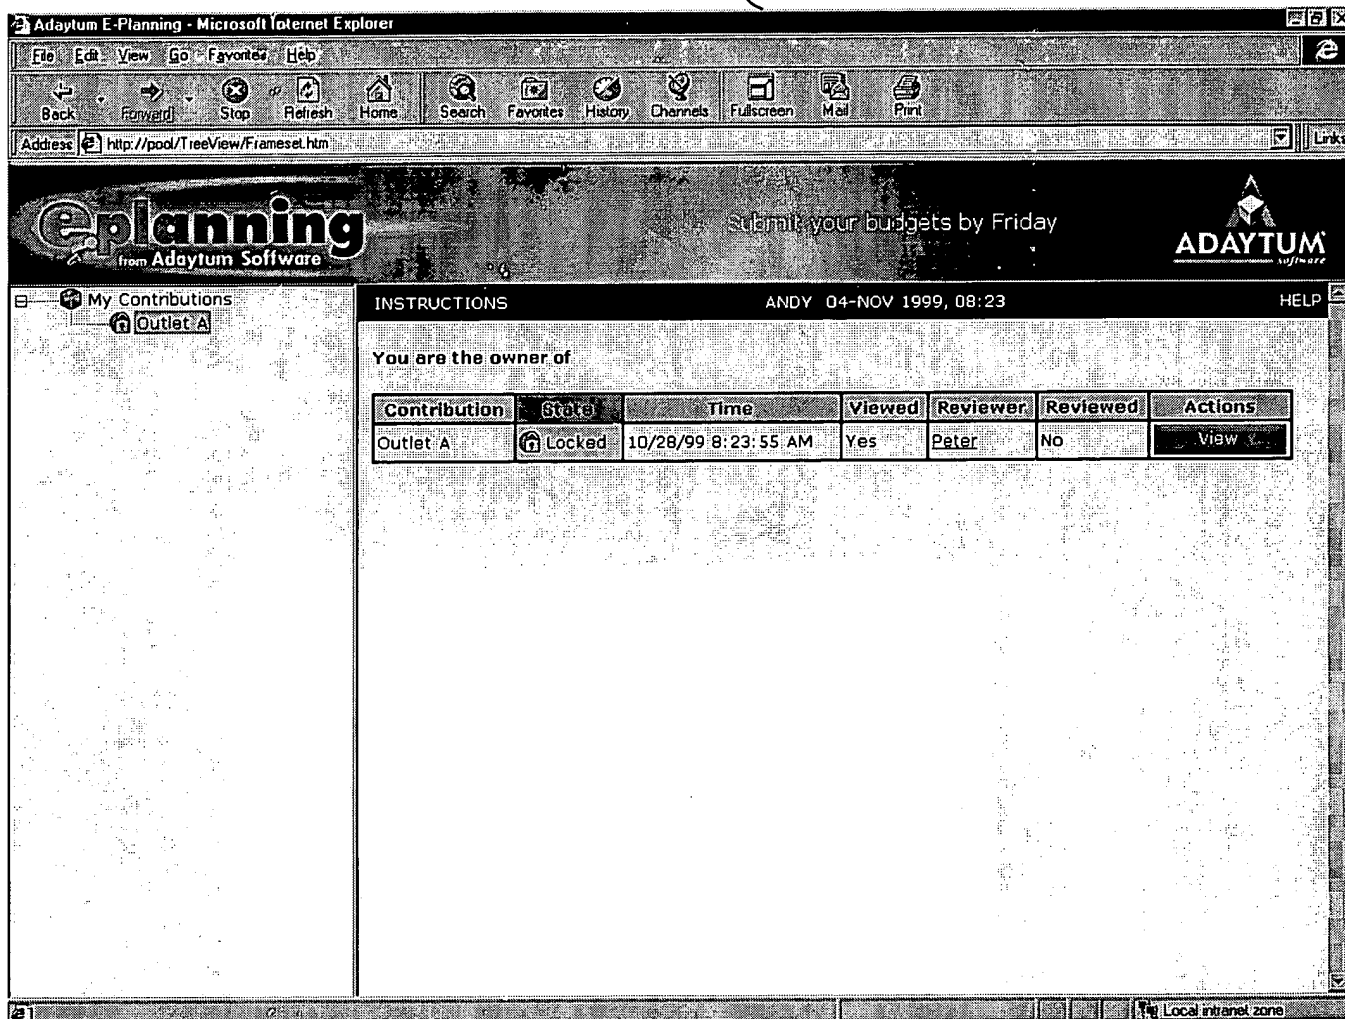 Adaytum E-Planning - Microsoft Internet Explorer
File Edit View Go Favorites Help
Back Forward Stop Refresh Home Search Favorites History Channels Fullscreen Mail Print
Address http://pool/TreeView/Frameset.htm Links
eplanning
from Adaytum Software
Submit your budgets by Friday
ADAYTUM
software
My Contributions
Outlet A
INSTRUCTIONS ANDY 04-NOV 1999, 08:23 HELP
You are the owner of
Contribution State Time Viewed Reviewer Reviewed Actions
Outlet A Locked 10/28/99 8:23:55 AM Yes Peter No View
Local intranet zone